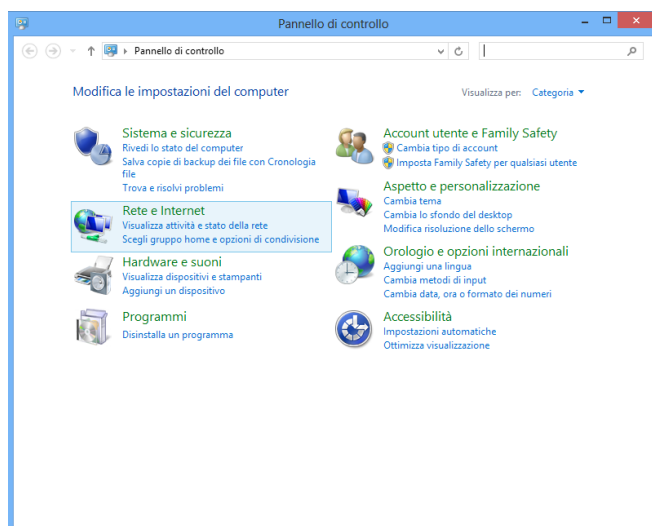 Pannello di controllo
Pannello di controllo
Modifica le impostazioni del computer
Visualizza per: Categoria
Sistema e sicurezza
Rivedi lo stato del computer
Salva copie di backup dei file con Cronologia
file
Trova e risolvi problemi
Rete e Internet
Visualizza attività e stato della rete
Scegli gruppo home e opzioni di condivisione
Hardware e suoni
Visualizza dispositivi e stampanti
Aggiungi un dispositivo
Programmi
Disinstalla un programma
Account utente e Family Safety
Cambia tipo di account
Imposta Family Safety per qualsiasi utente
Aspetto e personalizzazione
Cambia tema
Cambia lo sfondo del desktop
Modifica risoluzione dello schermo
Orologio e opzioni internazionali
Aggiungi una lingua
Cambia metodi di input
Cambia data, ora o formato dei numeri
Accessibilità
Impostazioni automatiche
Ottimizza visualizzazione